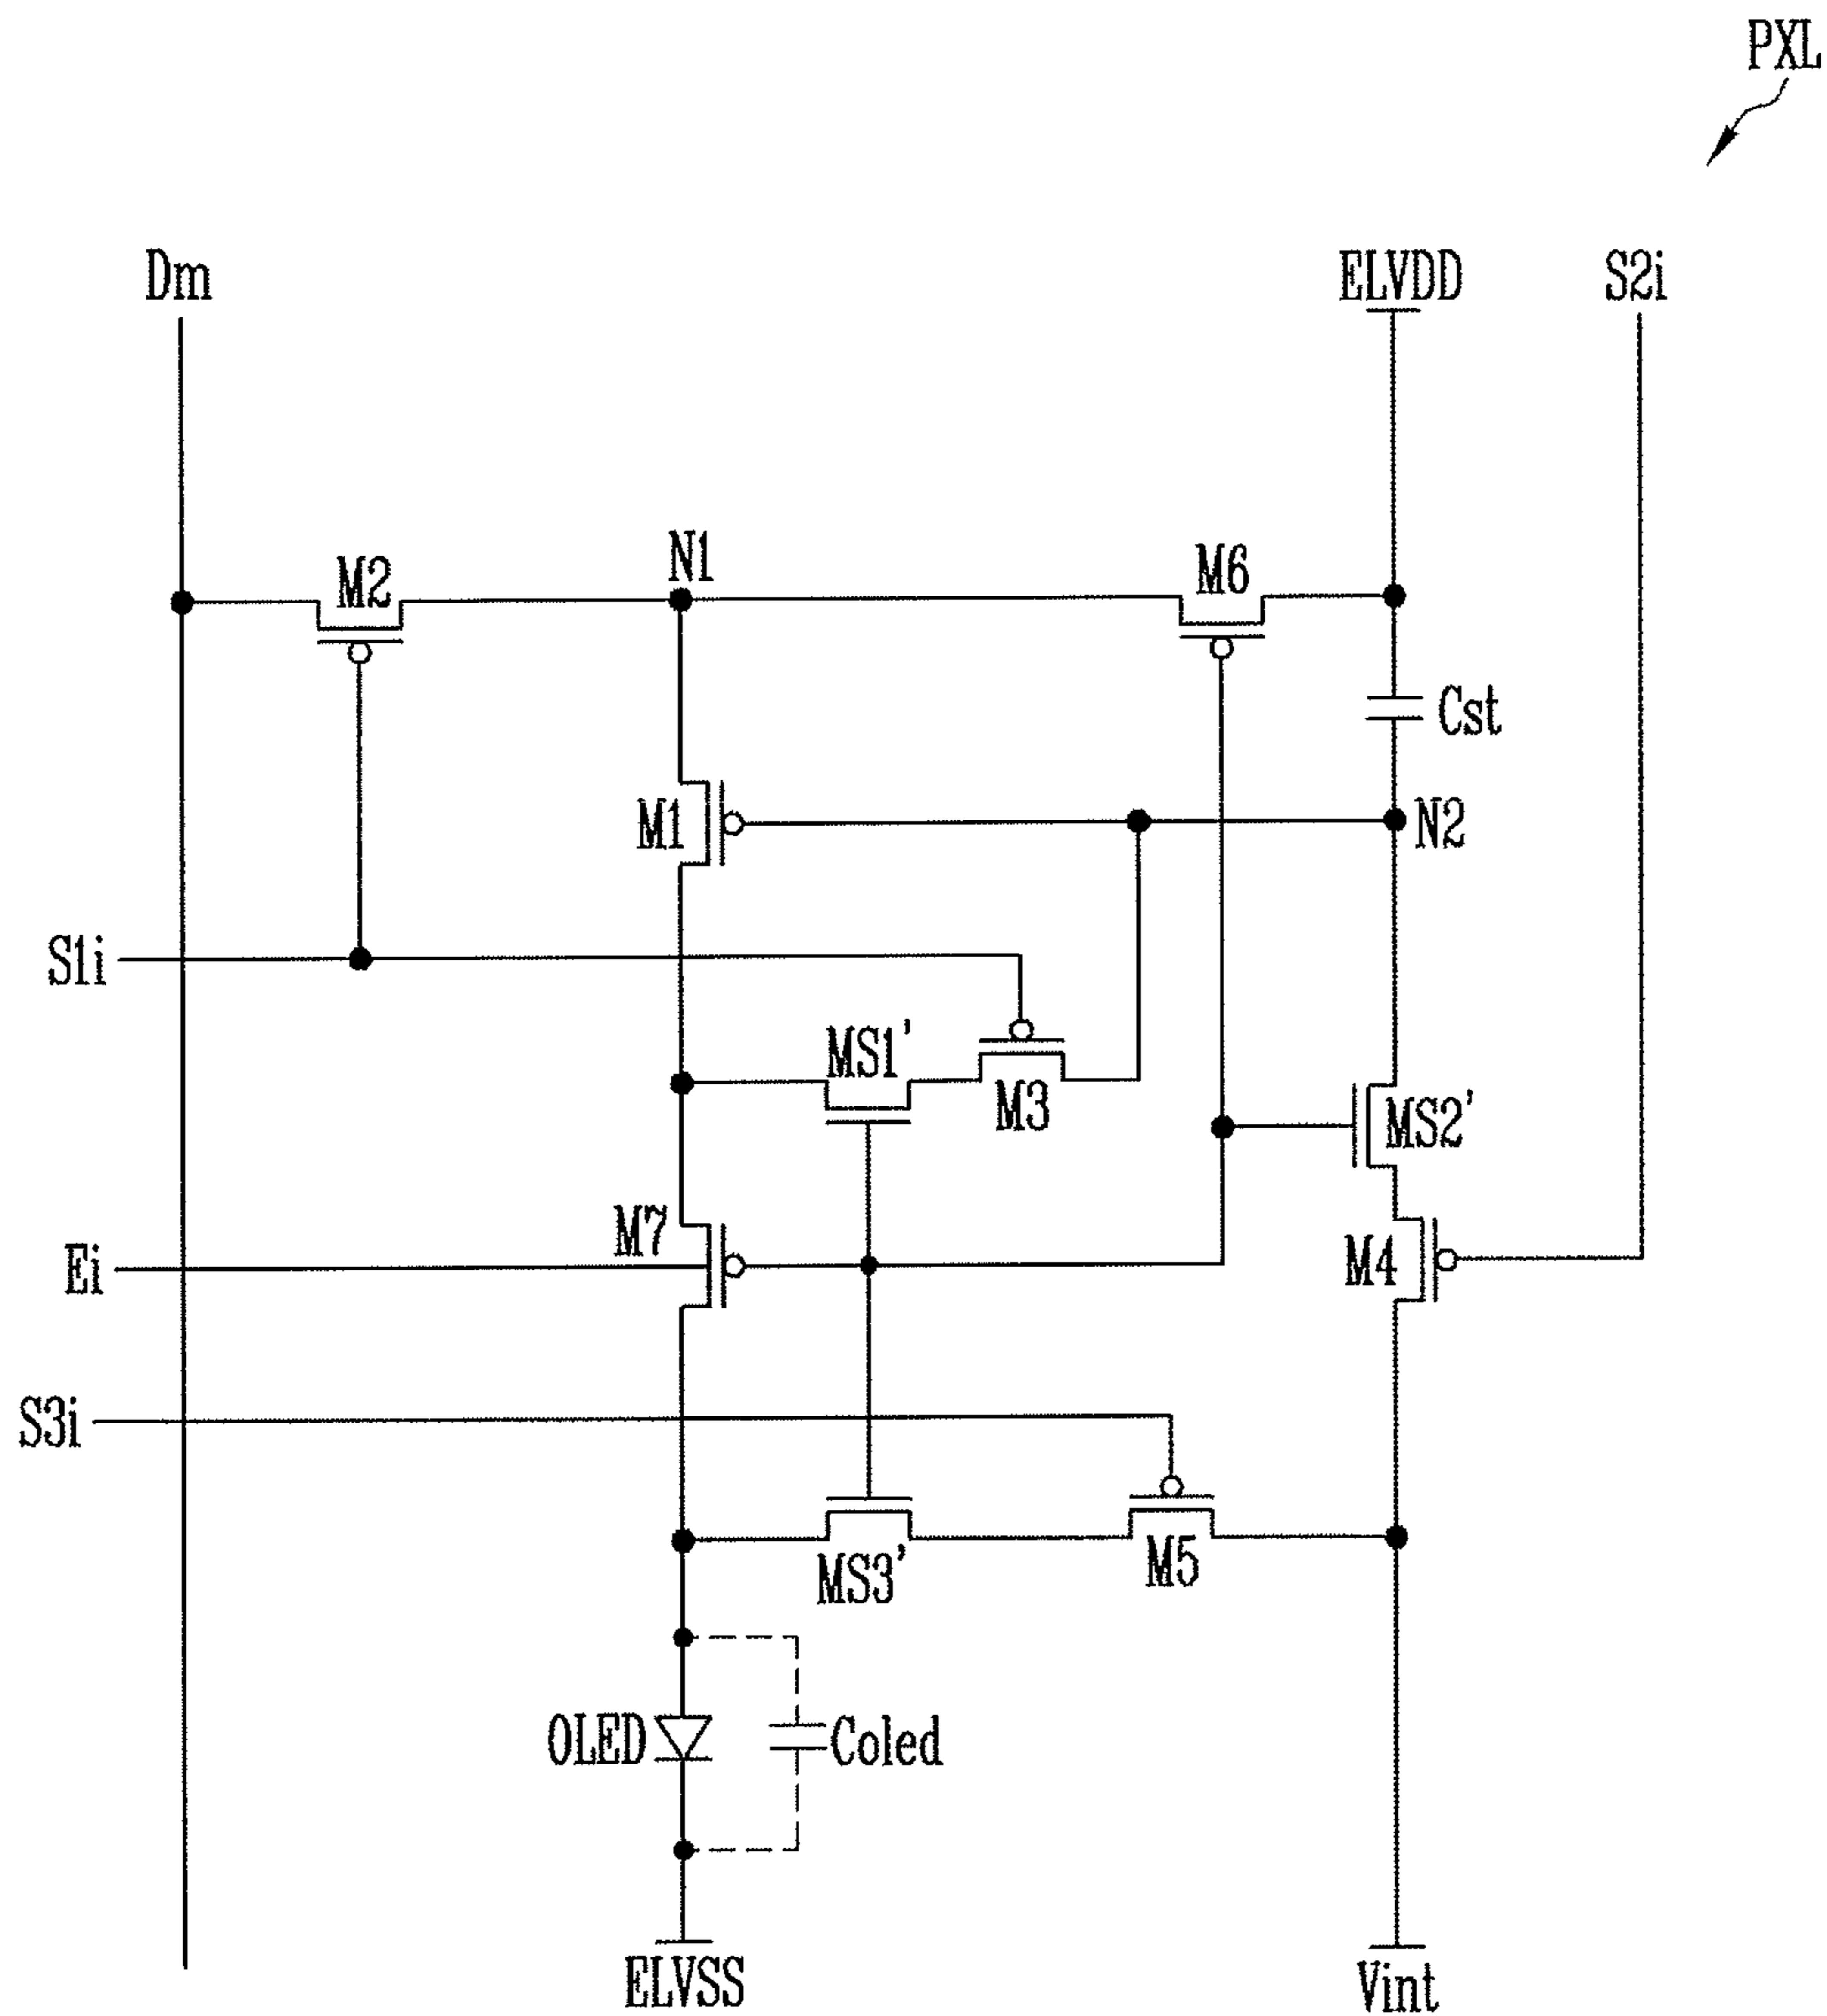 PXL
Dm
ELVDD
S2i
M2
N1
M6
Cst
M1
N2
S1i
MS1'
M3
MS2'
M7
Ei
M4
S3i
MS3'
M5
OLED
Coled
ELVSS
Vint